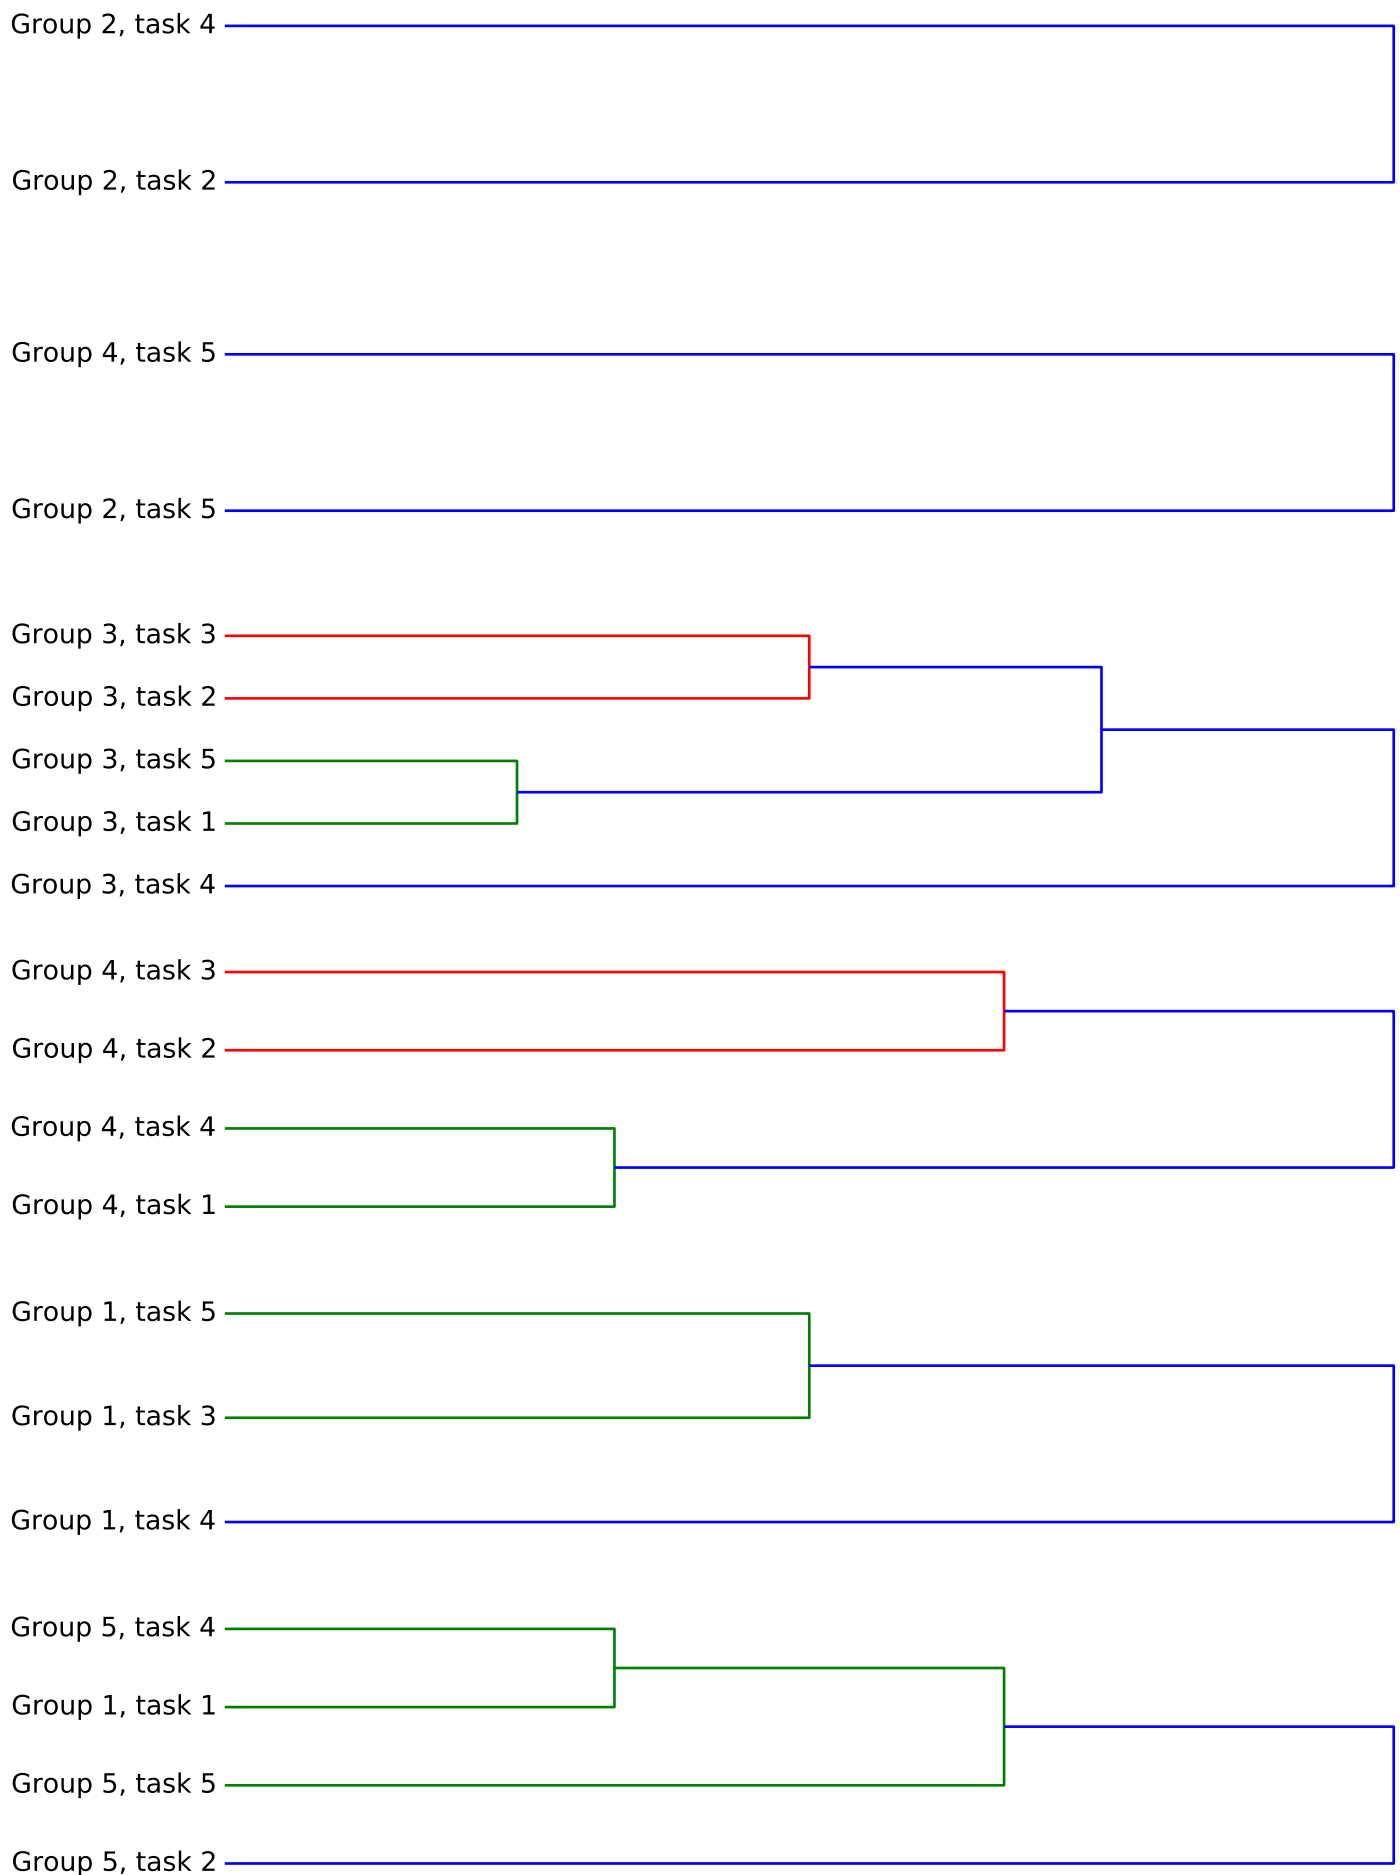 Group 2, task 4
Group 2, task 2
Group 4, task 5
Group 2, task 5
Group 3, task 3
Group 3, task 2
Group 3, task 5
Group 3, task 1
Group 3, task 4
Group 4, task 3
Group 4, task 2
Group 4, task 4
Group 4, task 1
Group 1, task 5
Group 1, task 3
Group 1, task 4
Group 5, task 4
Group 1, task 1
Group 5, task 5
Group 5, task 2